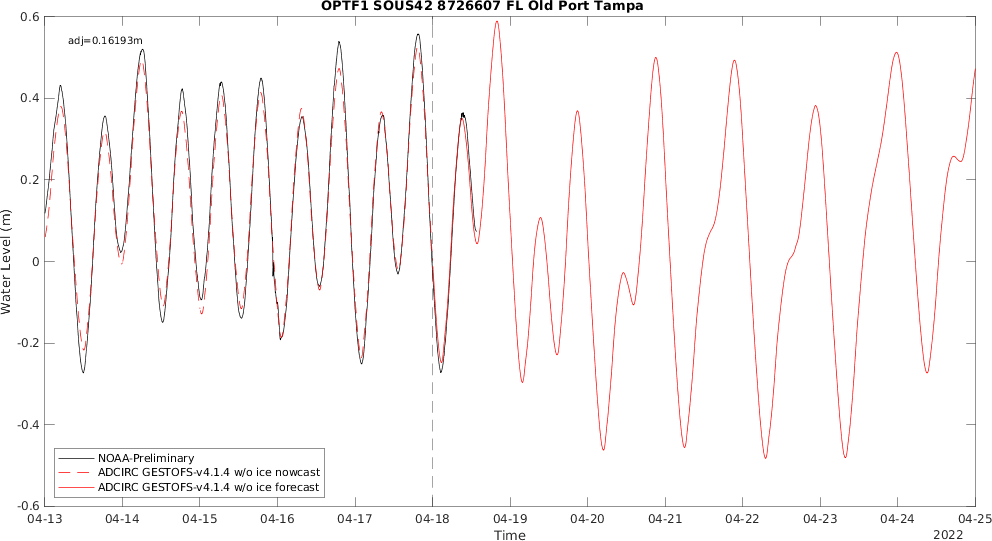 OPTF1 SOUS42 8726607 FL Old Port Tampa
adj=0.16193m
Water Level (m)
0.6
0.4
0.2
0
-0.2
-0.4
-0.6
NOAA-Preliminary
ADCIRC GESTOFS-v4.1.4 w/o ice nowcast
ADCIRC GESTOFS-v4.1.4 w/o ice forecast
04-13 04-14 04-15 04-16 04-17 04-18 04-19 04-20 04-21 04-22 04-23 04-24 04-25
Time
2022